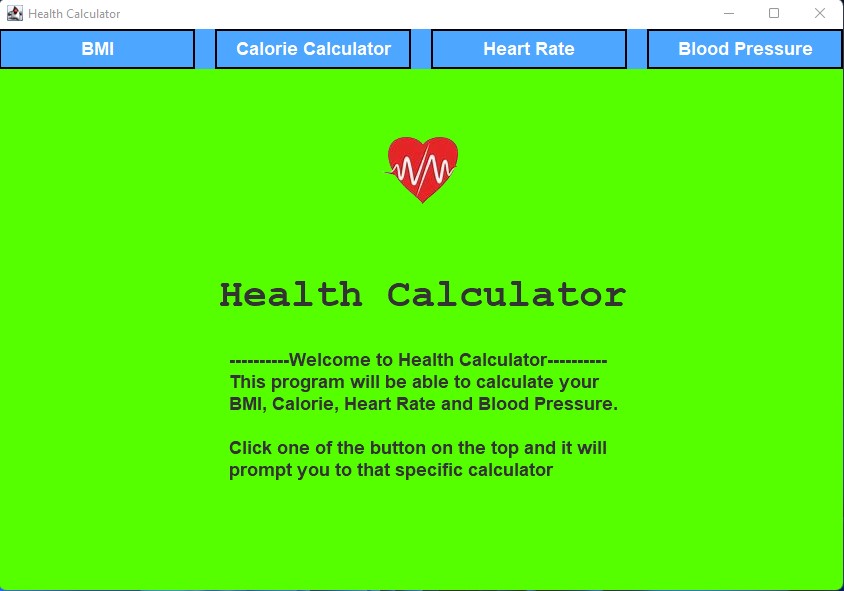 Health Calculator
BMI
Calorie Calculator
Heart Rate
Blood Pressure
Health Calculator
----------Welcome to Health Calculator----------
This program will be able to calculate your
BMI, Calorie, Heart Rate and Blood Pressure.
Click one of the button on the top and it will
prompt you to that specific calculator